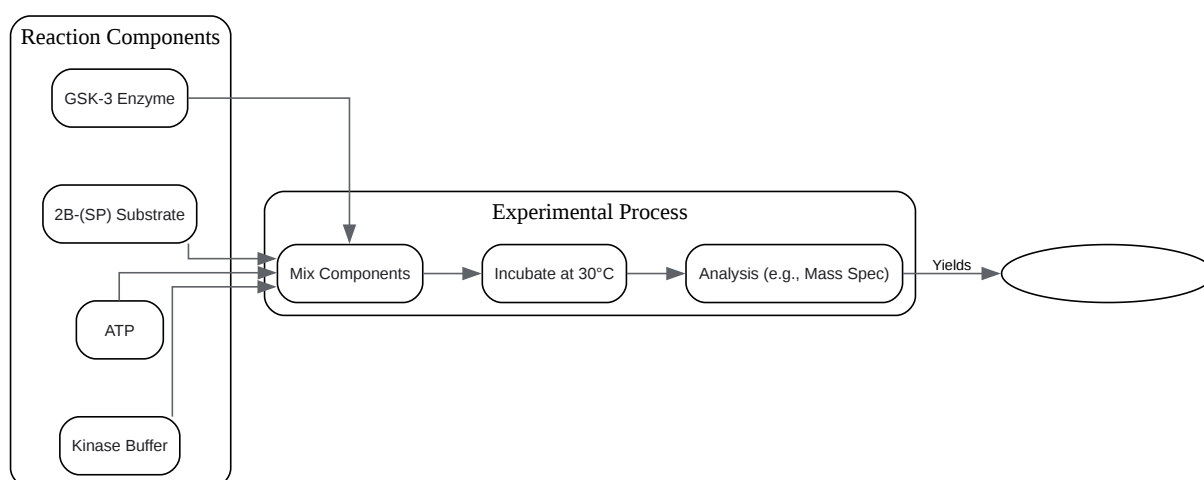 Reaction Components
GSK-3 Enzyme
2B-(SP) Substrate
ATP
Kinase Buffer
Experimental Process
Mix Components
Incubate at 30°C
Analysis (e.g., Mass Spec)
Yields